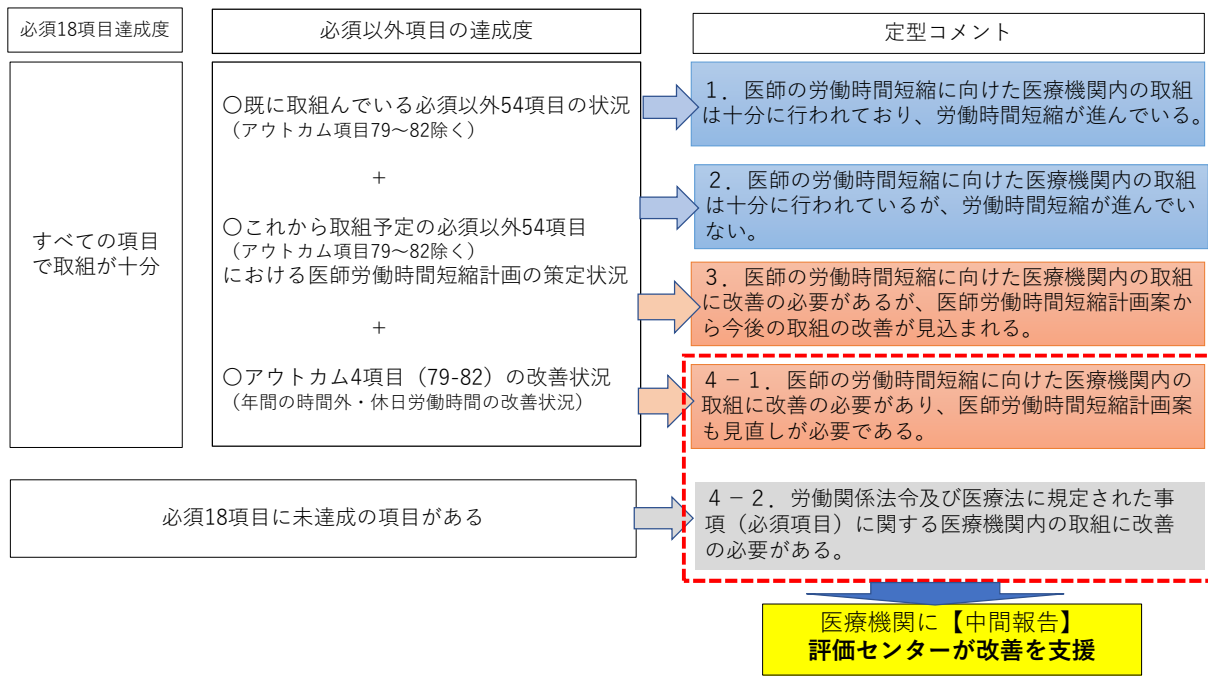 必須18項目達成度
必須以外項目の達成度
定型コメント
すべての項目
で取組が十分
〇既に取組んでいる必須以外54項目の状況
（アウトカム項目79～82除く）
+
〇これから取組予定の必須以外54項目
（アウトカム項目79～82除く）
における医師労働時間短縮計画の策定状況
+
〇アウトカム4項目（79-82）の改善状況
（年間の時間外・休日労働時間の改善状況）
1．医師の労働時間短縮に向けた医療機関内の取組
は十分に行われており、労働時間短縮が進んでいる。
2．医師の労働時間短縮に向けた医療機関内の取組
は十分に行われているが、労働時間短縮が進んでい
ない。
3．医師の労働時間短縮に向けた医療機関内の取組
に改善の必要があるが、医師労働時間短縮計画案か
ら今後の取組の改善が見込まれる。
4－1．医師の労働時間短縮に向けた医療機関内の
取組に改善の必要があり、医師労働時間短縮計画案
も見直しが必要である。
必須18項目に未達成の項目がある
4－2．労働関係法令及び医療法に規定された事
項（必須項目）に関する医療機関内の取組に改善
の必要がある。
医療機関に【中間報告】
評価センターが改善を支援